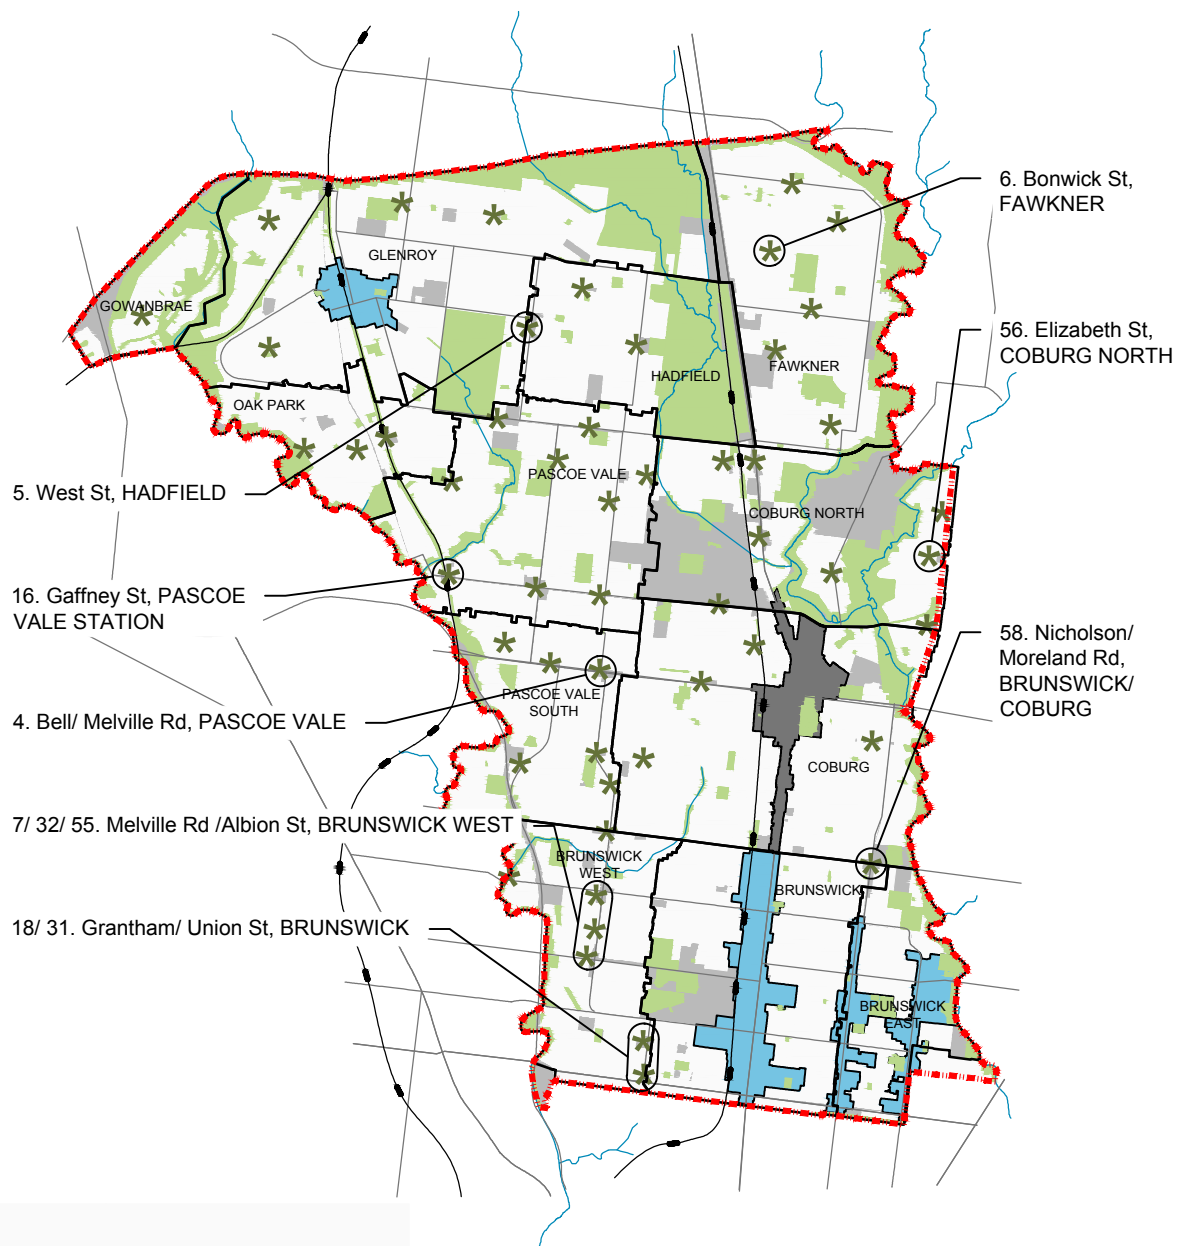 6. Bonwick St,
FAWKNER
GLENROY
GOWANBRAE
56. Elizabeth St,
COBURG NORTH
HADFIELD
FAWKNER
OAK PARK
PASCOE VALE
5. West St, HADFIELD
COBURG NORTH
16. Gaffney St, PASCOE
VALE STATION
58. Nicholson/
Moreland Rd,
BRUNSWICK/
COBURG
PASCOE VALE
SOUTH
4. Bell/ Melville Rd, PASCOE VALE
COBURG
7/ 32/ 55. Melville Rd /Albion St, BRUNSWICK WEST
BRUNSWICK
WEST
BRUNSWICK
18/ 31. Grantham/ Union St, BRUNSWICK
BRUNSWICK
EAST